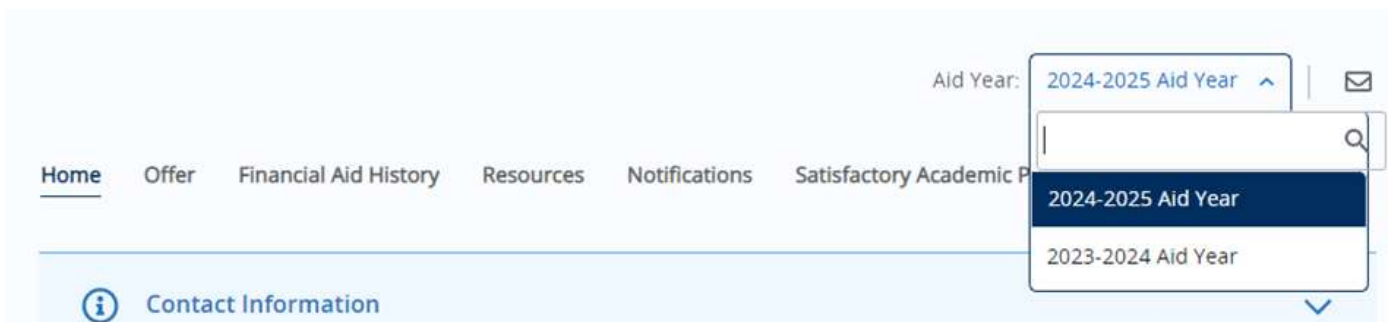 Aid Year: 2024-2025 Aid Year
Home Offer Financial Aid History Resources Notifications Satisfactory Academic P
2024-2025 Aid Year
2023-2024 Aid Year
Contact Information